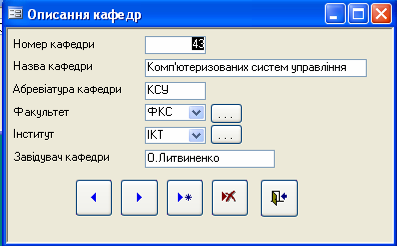 Описання кафедр
Номер кафедри 43
Назва кафедри Комп'ютеризованих систем управління
Абревіатура кафедри КСУ
Факультет ФКС ...
Інститут ІКТ ...
Завідувач кафедри О.Литвиненко